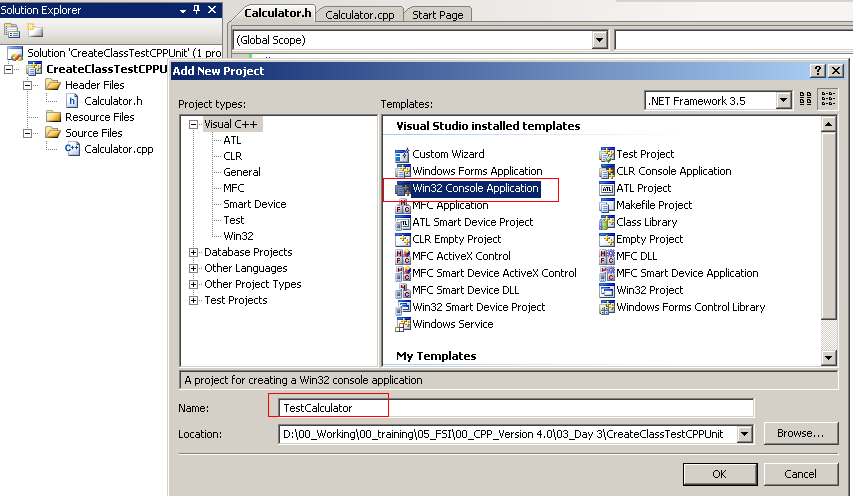 Solution Explorer
Solution 'CreateClassTestCPPUnit' (1 pro
CreateClassTestCPPU
Header Files
Calculator.h
Resource Files
Source Files
Calculator.cpp
Calculator.h Calculator.cpp Start Page
(Global Scope)
Add New Project
Project types:
Templates:
.NET Framework 3.5
Visual C++
ATL
CLR
General
MFC
Smart Device
Test
Win32
Database Projects
Other Languages
Other Project Types
Test Projects
Visual Studio installed templates
Custom Wizard
Test Project
Windows Forms Application
CLR Console Application
Win32 Console Application
ATL Project
MFC Application
Makefile Project
ATL Smart Device Project
Class Library
CLR Empty Project
Empty Project
MFC ActiveX Control
MFC DLL
MFC Smart Device ActiveX Control
MFC Smart Device Application
MFC Smart Device DLL
Win32 Project
Win32 Smart Device Project
Windows Forms Control Library
Windows Service
My Templates
A project for creating a Win32 console application
Name:
TestCalculator
Location:
D:\00_Working\00_training\05_FSI\00_CPP_Version 4.0\03_Day 3\CreateClassTestCPPUnit
Browse...
OK
Cancel